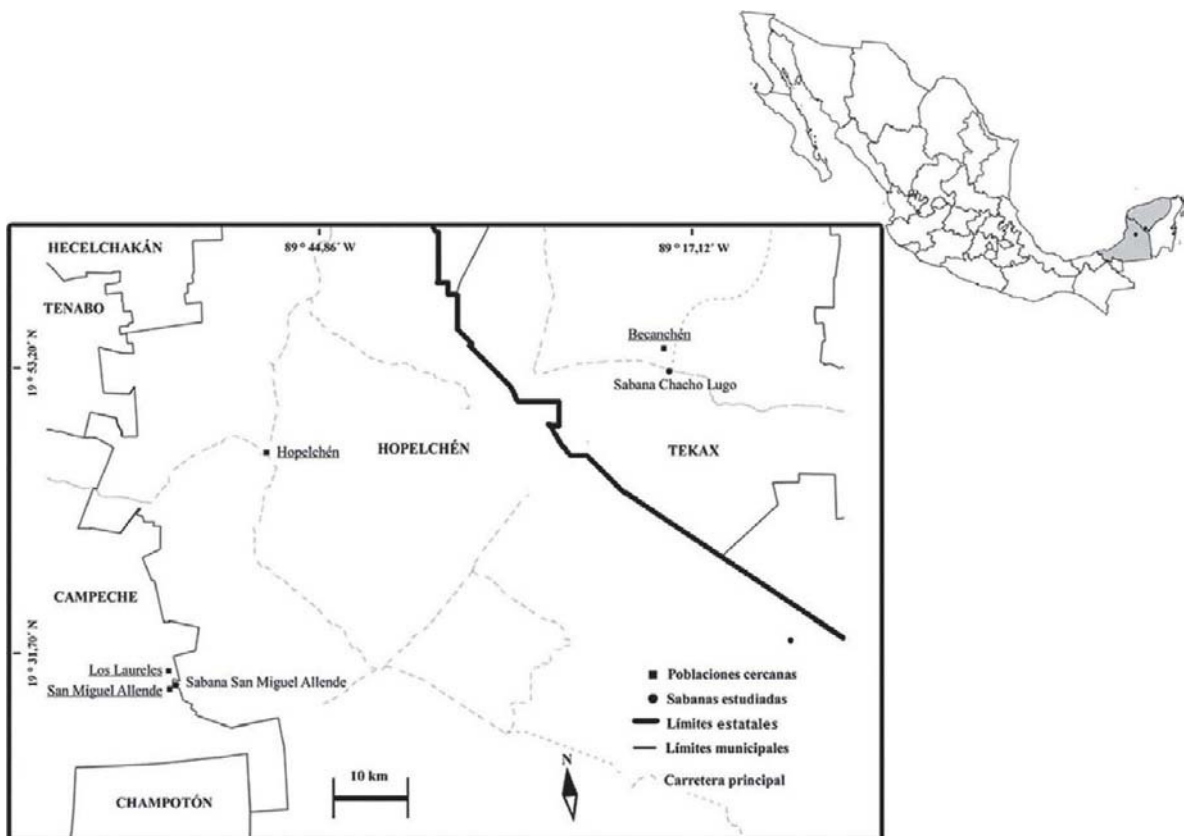 HECELCHAKÁN
89 ° 44,86´ W
89 ° 17,12´ W
TENABO
Becanchén
19 ° 53,20´ N
Sabana Chacho Lugo
Hopelchén
HOPELCHÉN
TEKAX
CAMPECHE
19 ° 31,70´ N
Los Laureles
Sabana San Miguel Allende
San Miguel Allende
Poblaciones cercanas
Sabanas estudiadas
Límites estatales
Límites municipales
Carretera principal
10 km
N
CHAMPOTÓN